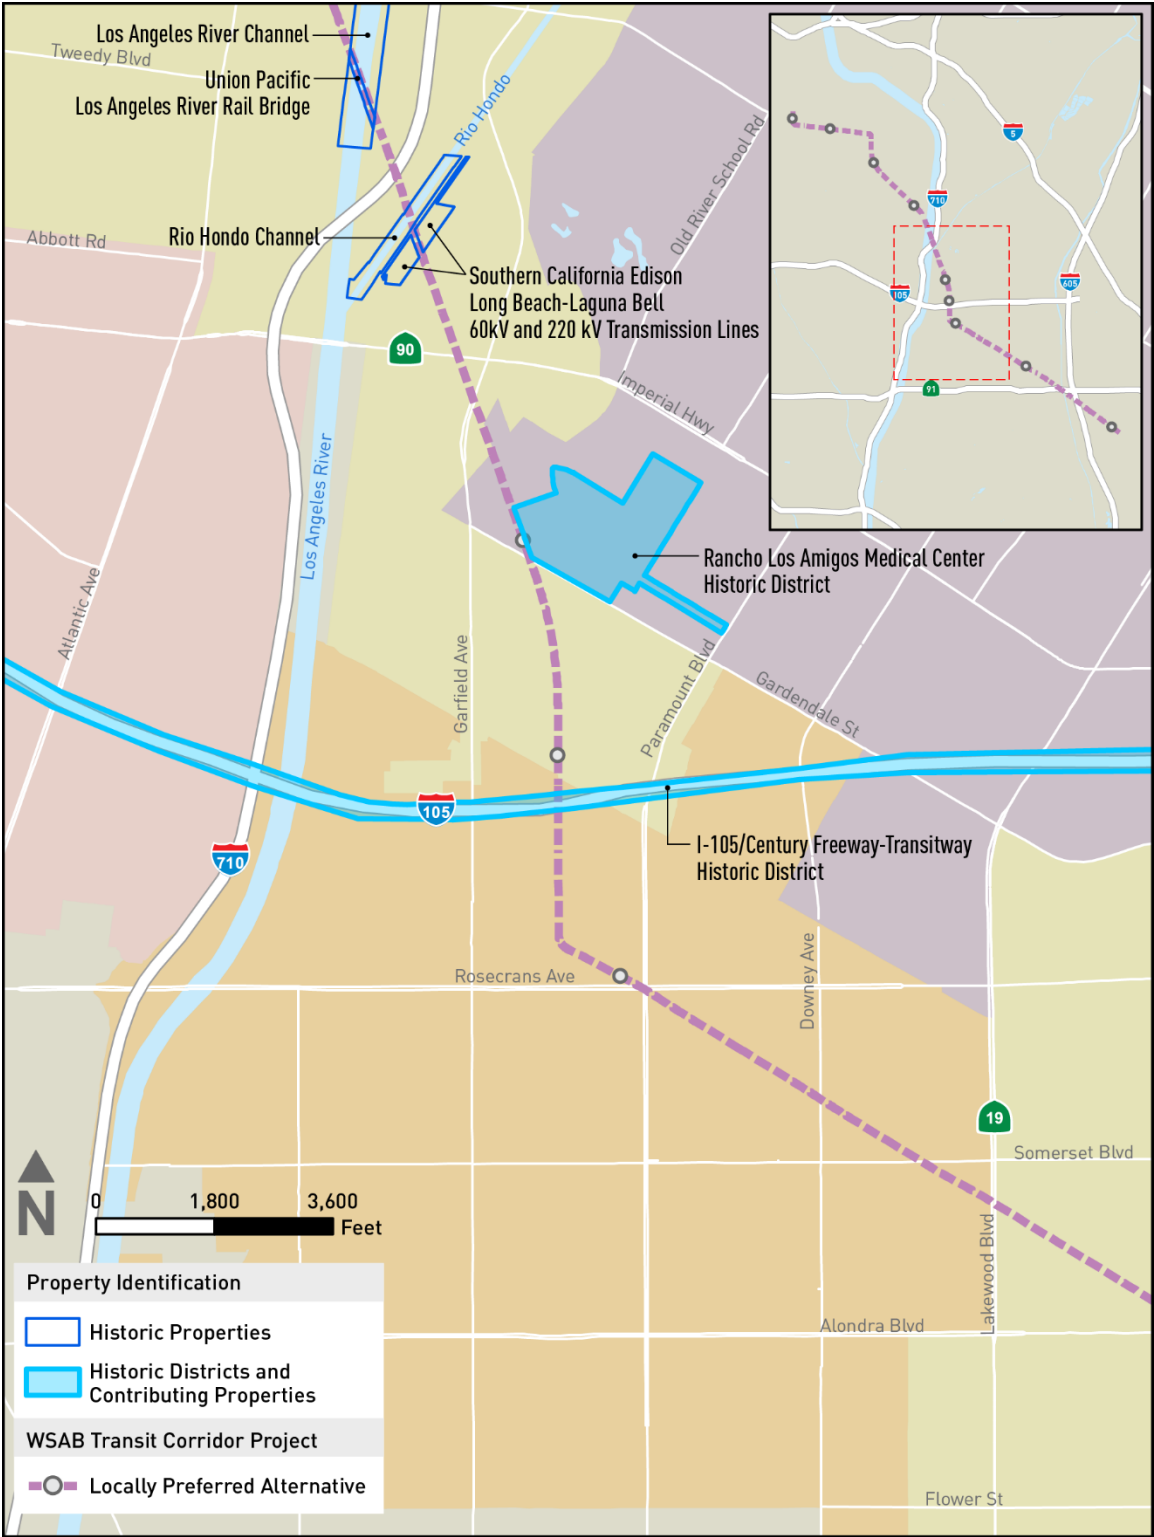 Los Angeles River Channel
Tweedy Blvd
Union Pacific
Los Angeles River Rail Bridge
Rio Hondo
Old River School Rd
5
710
105
605
91
Abbott Rd
Rio Hondo Channel
Southern California Edison
Long Beach-Laguna Bell
60kV and 220 kV Transmission Lines
90
Imperial Hwy
Los Angeles River
Atlantic Ave
Rancho Los Amigos Medical Center
Historic District
Garfield Ave
Paramount Blvd
Gardendale St
105
710
I-105/Century Freeway-Transitway
Historic District
Rosecrans Ave
Downey Ave
19
Somerset Blvd
Lakewood Blvd
Alondra Blvd
Flower St
N
0 1,800 3,600
Feet
Property Identification
Historic Properties
Historic Districts and
Contributing Properties
WSAB Transit Corridor Project
Locally Preferred Alternative